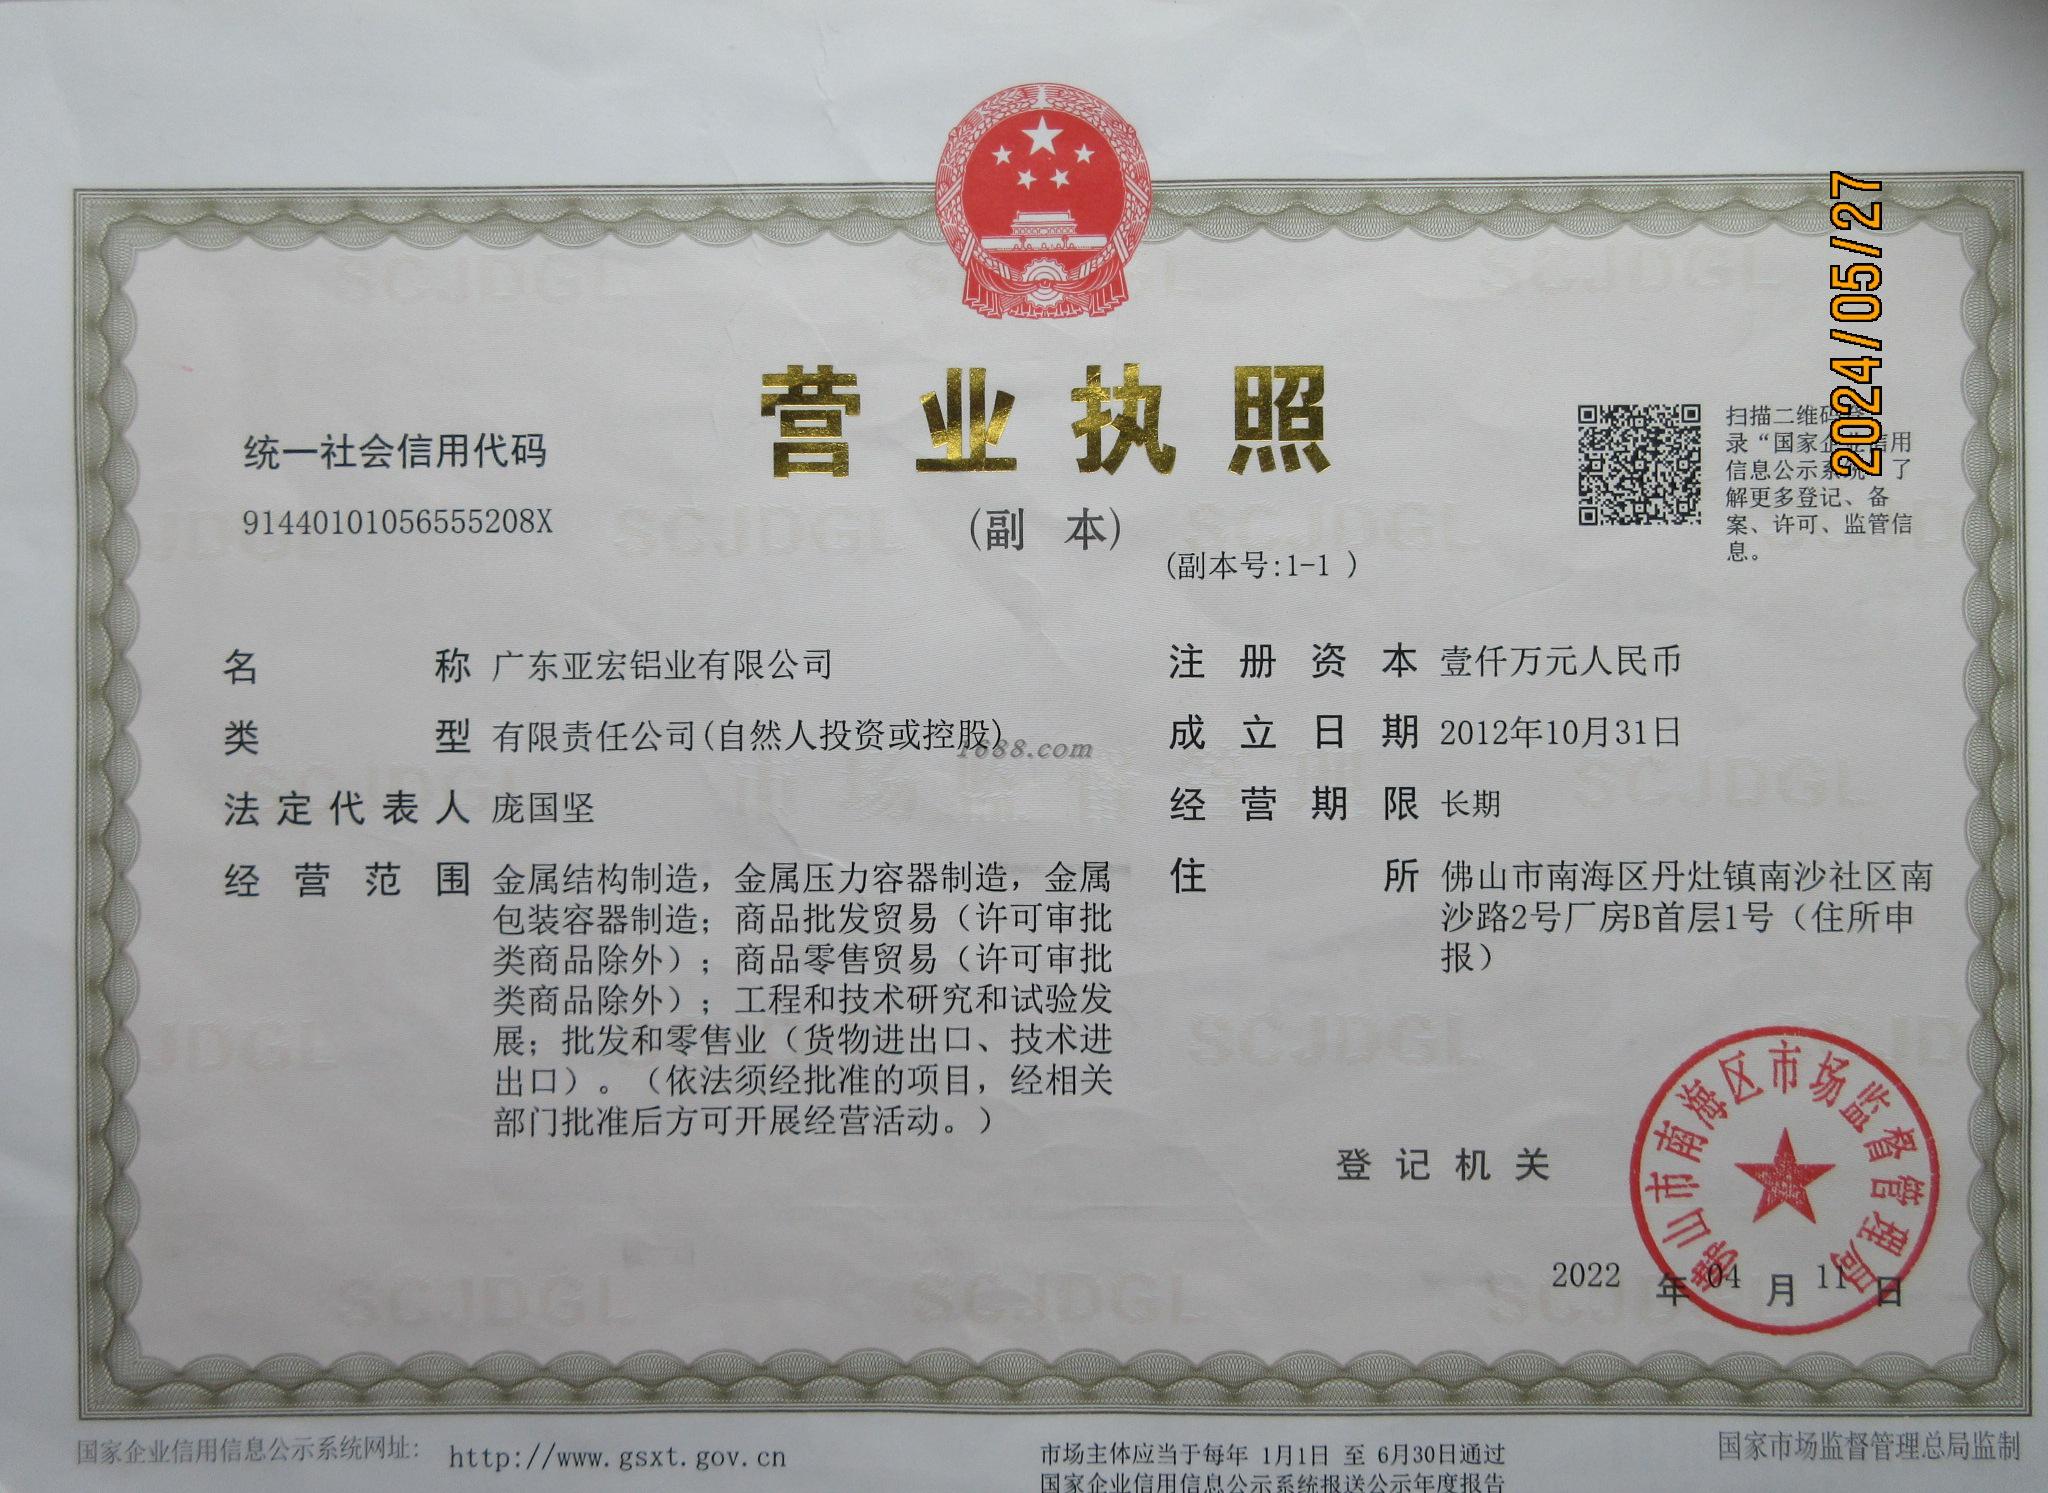 2024/05/27
营业执照
(副 本)
(副本号:1-1 )
统一社会信用代码
91440101056555208X
扫描二维码登
录“国家企业信用
信息公示系统”了
解更多登记、备
案、许可、监管信
息。
名称 广东亚宏铝业有限公司
类型 有限责任公司(自然人投资或控股)
法定代表人 庞国坚
经营范围 金属结构制造，金属压力容器制造，金属
包装容器制造；商品批发贸易（许可审批
类商品除外）；商品零售贸易（许可审批
类商品除外）；工程和技术研究和试验发
展；批发和零售业（货物进出口、技术进
出口）。（依法须经批准的项目，经相关
部门批准后方可开展经营活动。）
1688.com
注册资本 壹仟万元人民币
成立日期 2012年10月31日
经营期限 长期
住所 佛山市南海区丹灶镇南沙社区南
沙路2号厂房B首层1号（住所申
报）
登记机关
佛山市南海区市场监督管理局
2022 年 04 月 11 日
国家企业信用信息公示系统网址： http://www.gsxt.gov.cn
市场主体应当于每年 1月1日 至 6月30日通过
国家企业信用信息公示系统报送公示年度报告
国家市场监督管理总局监制